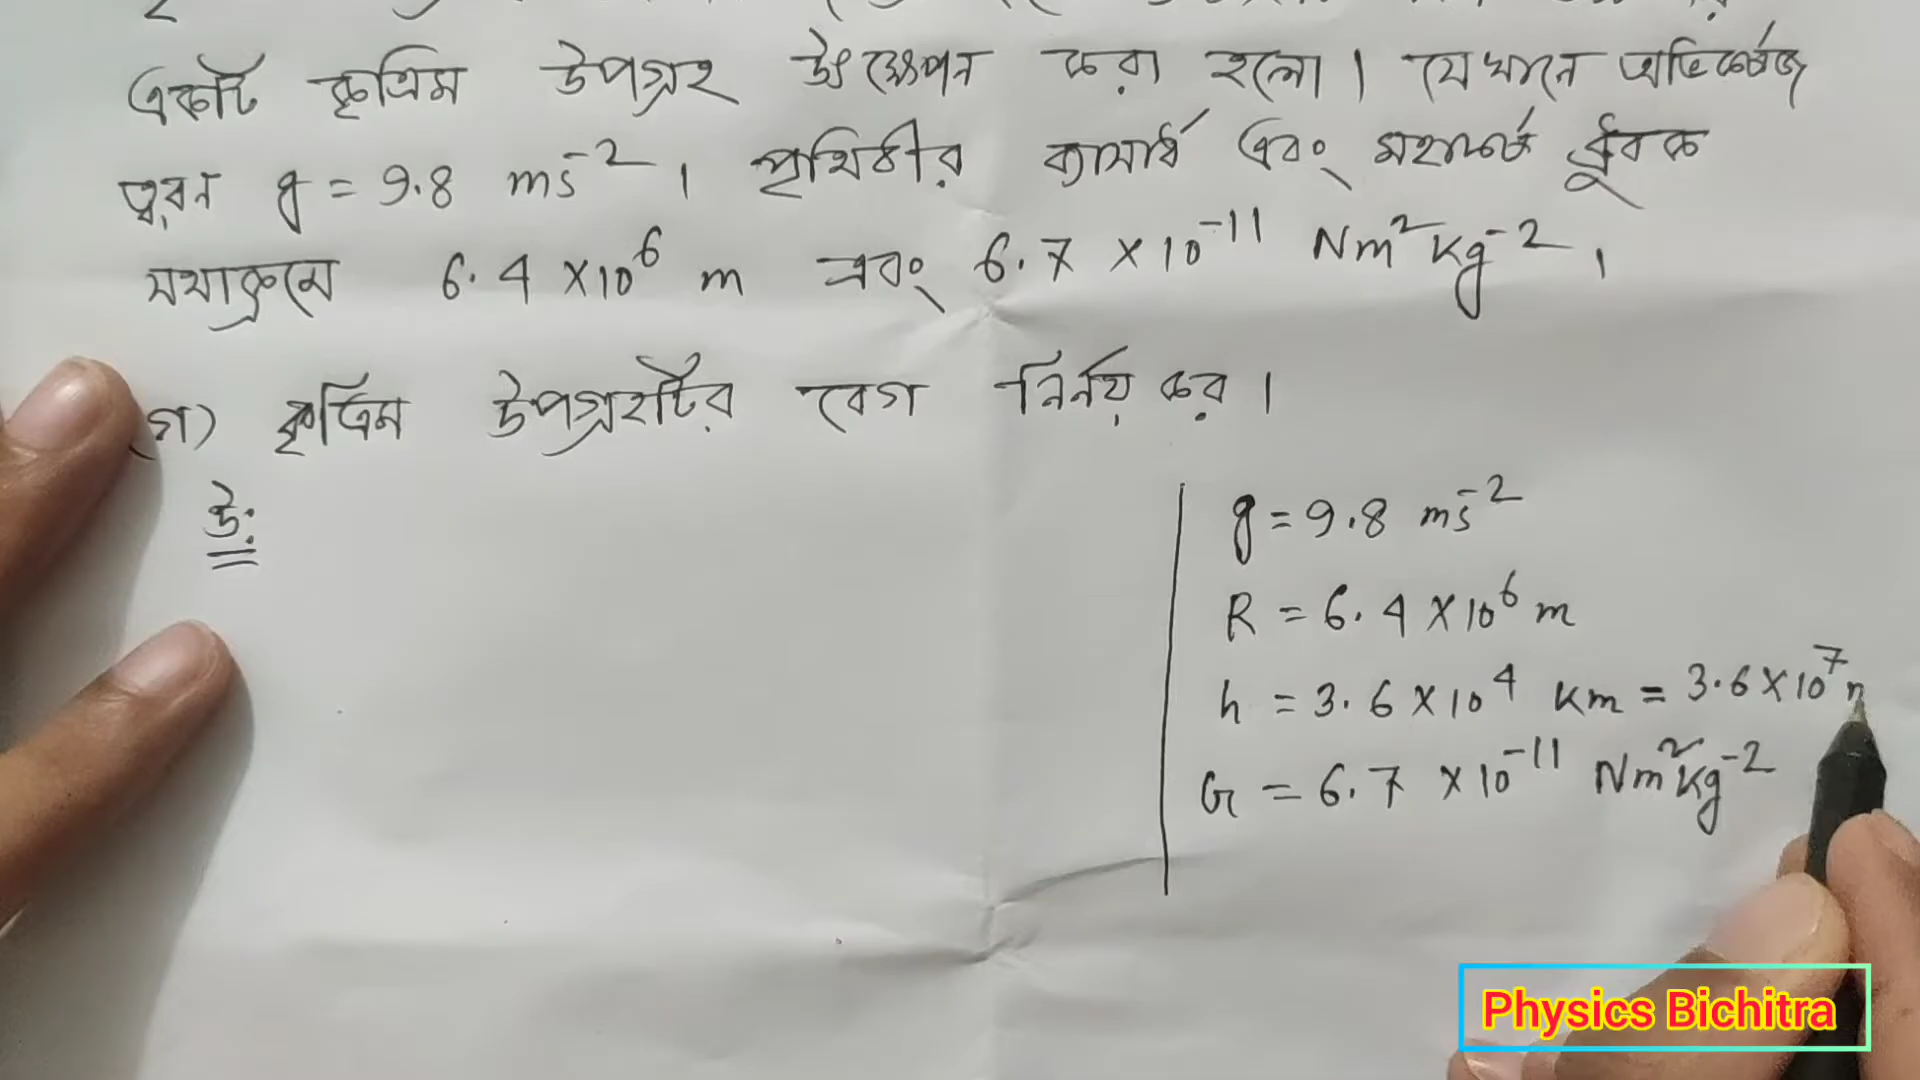 একটি কৃত্রিম উপগ্রহ উৎক্ষেপন করা হলো। যেখানে অভিকর্ষজ
ত্বরন g = 9.8 ms⁻², পৃথিবীর ব্যাসার্ধ এবং মহাকর্ষ ধ্রুবক
যথাক্রমে 6.4 × 10⁶ m এবং 6.7 × 10⁻¹¹ Nm² kg⁻² ।
গ) কৃত্রিম উপগ্রহটির বেগ নির্নয় কর।
উ:
g = 9.8 ms⁻²
R = 6.4 × 10⁶ m
h = 3.6 × 10⁴ Km = 3.6 × 10⁷
G = 6.7 × 10⁻¹¹ Nm² kg⁻²
Physics Bichitra